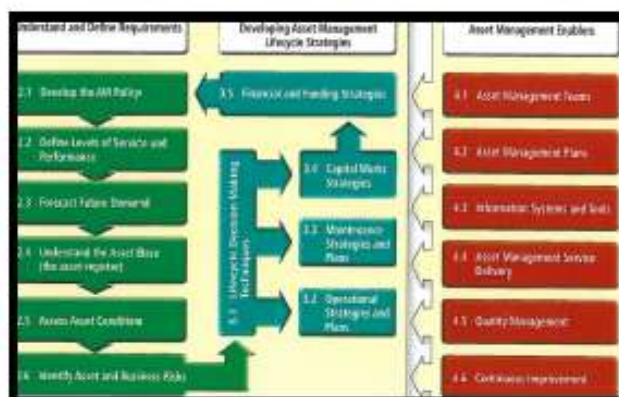 Understand and Define Requirements
2.1 Develop the AM Policy
2.2 Define Levels of Service and
Performance
2.3 Forecast Future Demand
2.4 Understand the Asset Base
(the asset register)
2.5 Assess Asset Condition
2.6 Identify Asset and Business Risks
Developing Asset Management
Lifecycle Strategies
3.5 Financial and Funding Strategies
3.4 Capital Works
Strategies
3.3 Maintenance
Strategies and
Plans
3.2 Operational
Strategies and
Plans
3.1 Lifecycle Decision Making
Techniques
Asset Management Enablers
4.1 Asset Management Teams
4.2 Asset Management Plans
4.3 Information Systems and Tools
4.4 Asset Management Service
Delivery
4.5 Quality Management
4.6 Continuous Improvement